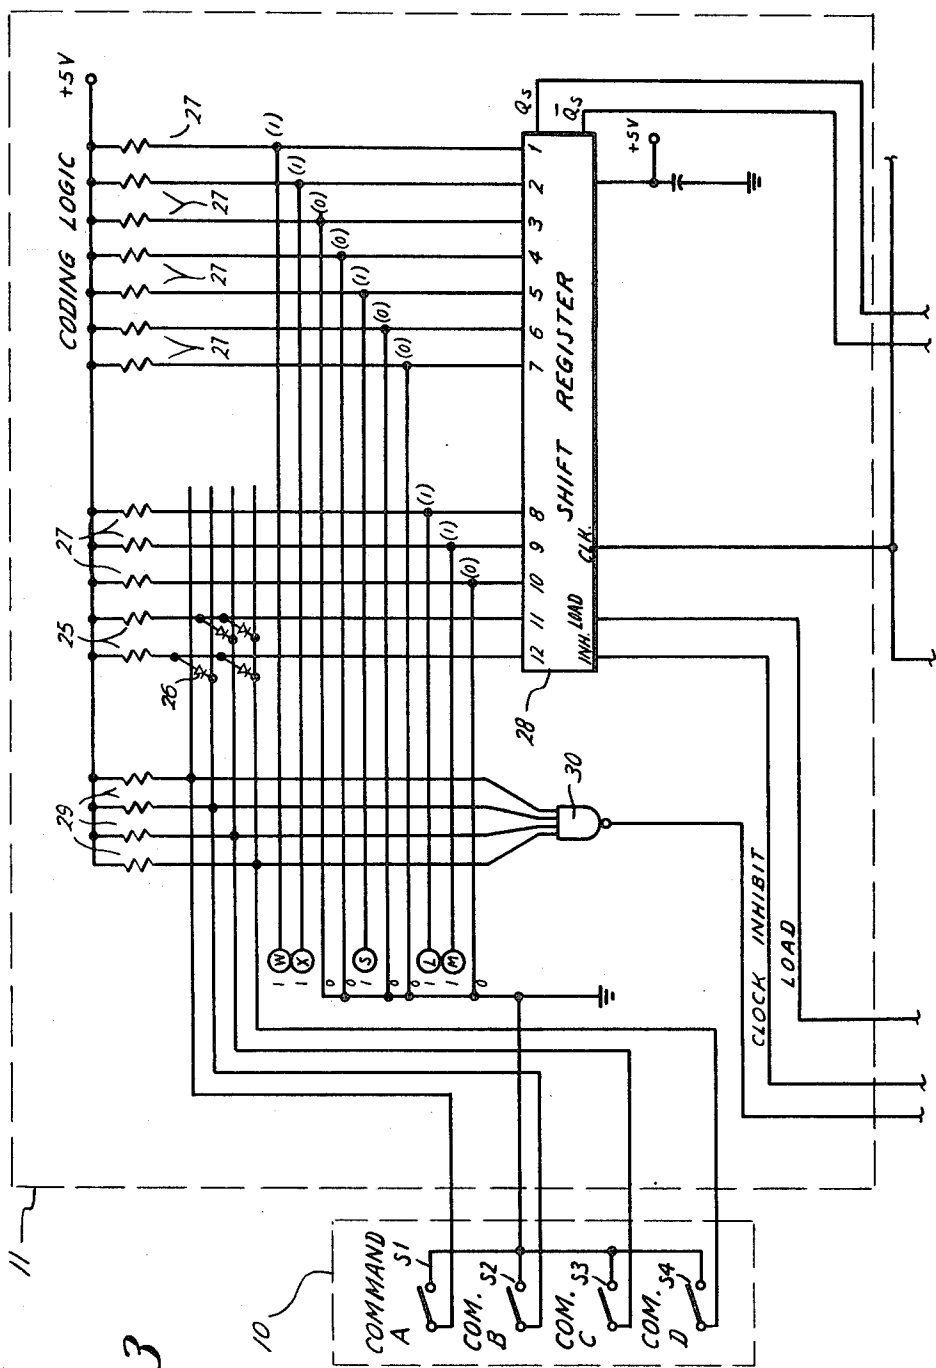 11
CODING LOGIC
+5V
27
27
27
27
27
25
26
29
(1)
(1)
(0)
(0)
(1)
(0)
(0)
(1)
(1)
(0)
1 2 3 4 5 6 7 8 9 10 11 12
SHIFT REGISTER
INH. LOAD CLK.
Qs
Q̅s
+5V
28
30
W 1
X 1
0
0
S 1
0
0
L 1
M 1
0
CLOCK INHIBIT
LOAD
10
COMMAND A S1
COM. B S2
COM. C S3
COM. D S4
3